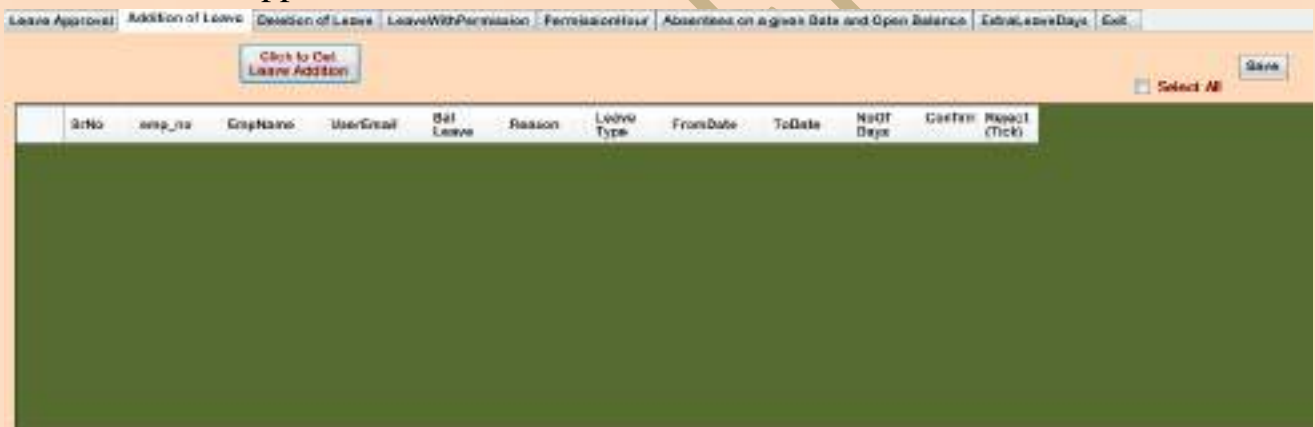 Leave Approval Addition of Leave Deletion of Leave LeaveWithPermission PermissionHour Absentees on a given Date and Open Balance ExtraLeaveDays Exit
Click to Get
Leave Addition
Save
Select All
SrNo emp_no EmpName UserEmail Bal Leave Reason Leave Type FromDate ToDate NoOf Days Confirm Reject (Tick)